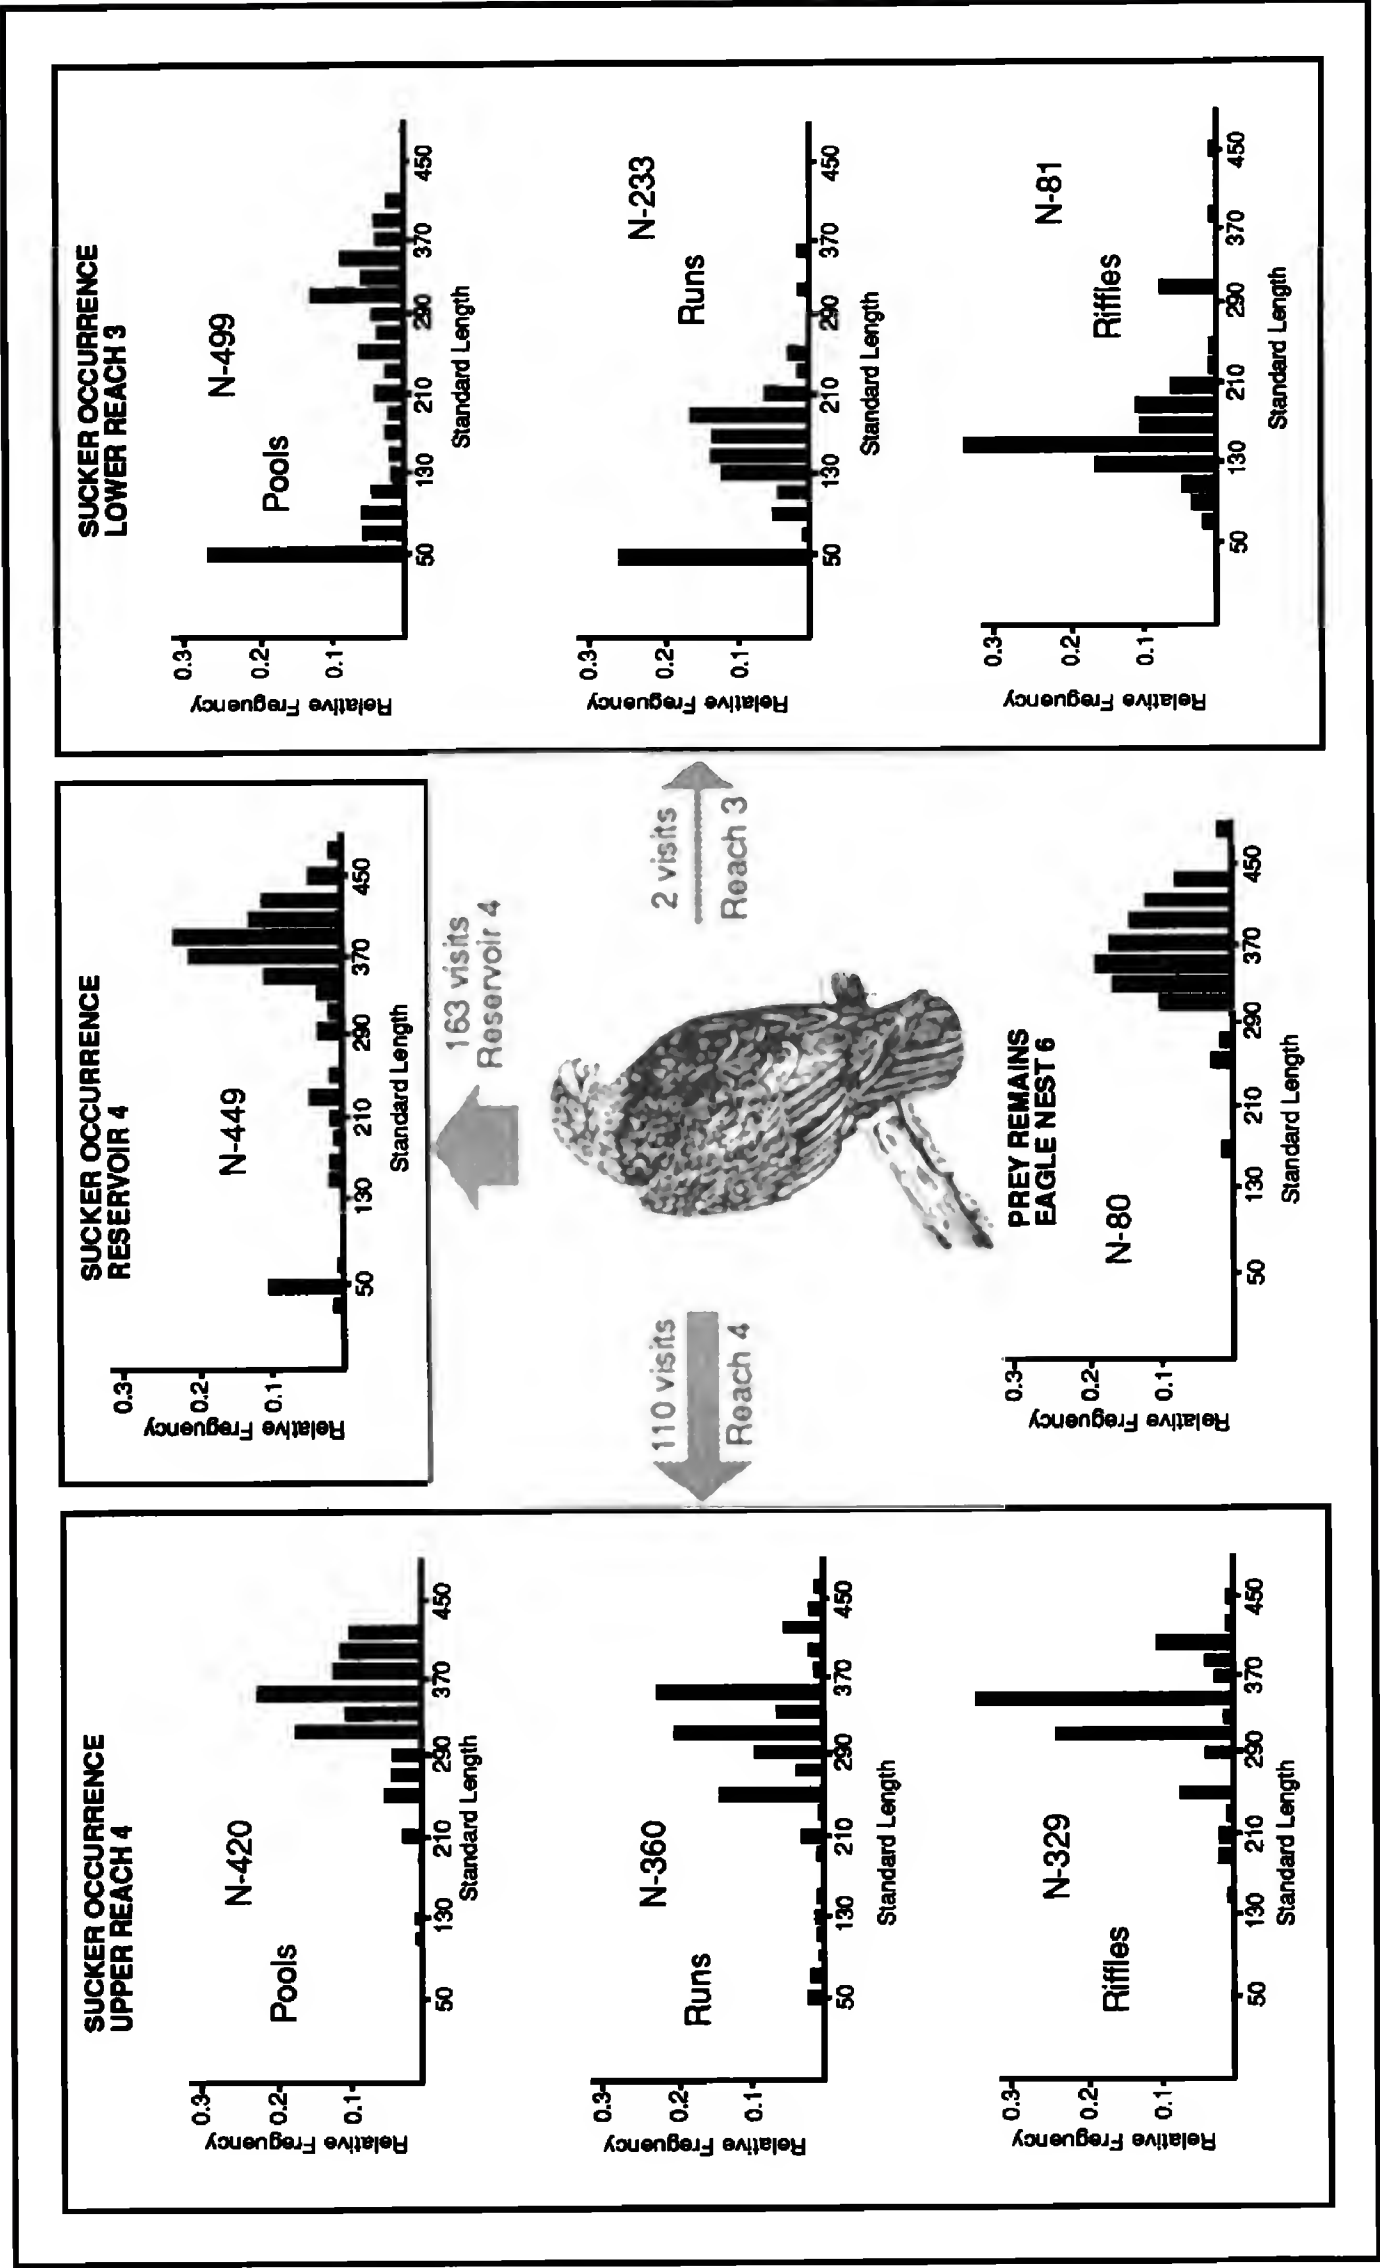 SUCKER OCCURRENCE
UPPER REACH 4
Relative Freguency
0.3
0.2
0.1
N-420
Pools
50 130 210 290 370 450
Standard Length
Relative Freguency
0.3
0.2
0.1
N-360
Runs
50 130 210 290 370 450
Standard Length
Relative Freguency
0.3
0.2
0.1
N-329
Riffles
50 130 210 290 370 450
Standard Length
SUCKER OCCURRENCE
RESERVOIR 4
Relative Freguency
0.3
0.2
0.1
N-449
50 130 210 290 370 450
Standard Length
163 visits
Reservoir 4
110 visits
Reach 4
2 visits
Reach 3
PREY REMAINS
EAGLE NEST 6
Relative Freguency
0.3
0.2
0.1
N-80
50 130 210 290 370 450
Standard Length
SUCKER OCCURRENCE
LOWER REACH 3
Relative Freguency
0.3
0.2
0.1
N-499
Pools
50 130 210 290 370 450
Standard Length
Relative Freguency
0.3
0.2
0.1
N-233
Runs
50 130 210 290 370 450
Standard Length
Relative Freguency
0.3
0.2
0.1
N-81
Riffles
50 130 210 290 370 450
Standard Length